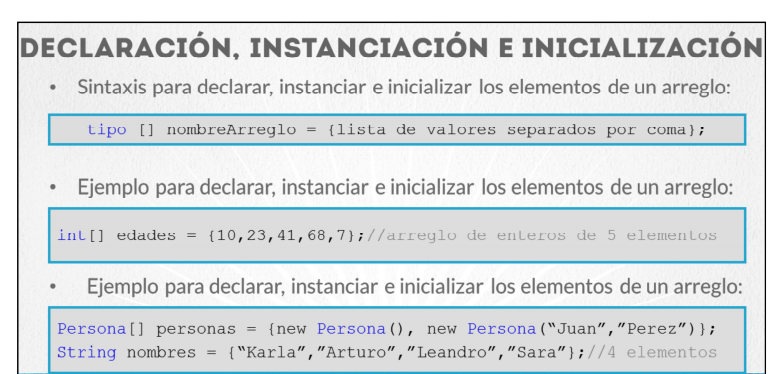 DECLARACIÓN, INSTANCIACIÓN E INICIALIZACIÓN
• Sintaxis para declarar, instanciar e inicializar los elementos de un arreglo:
tipo [] nombreArreglo = {lista de valores separados por coma};
• Ejemplo para declarar, instanciar e inicializar los elementos de un arreglo:
int[] edades = {10,23,41,68,7};//arreglo de enteros de 5 elementos
• Ejemplo para declarar, instanciar e inicializar los elementos de un arreglo:
Persona[] personas = {new Persona(), new Persona(“Juan”,”Perez”)};
String nombres = {“Karla”,”Arturo”,”Leandro”,”Sara”};//4 elementos